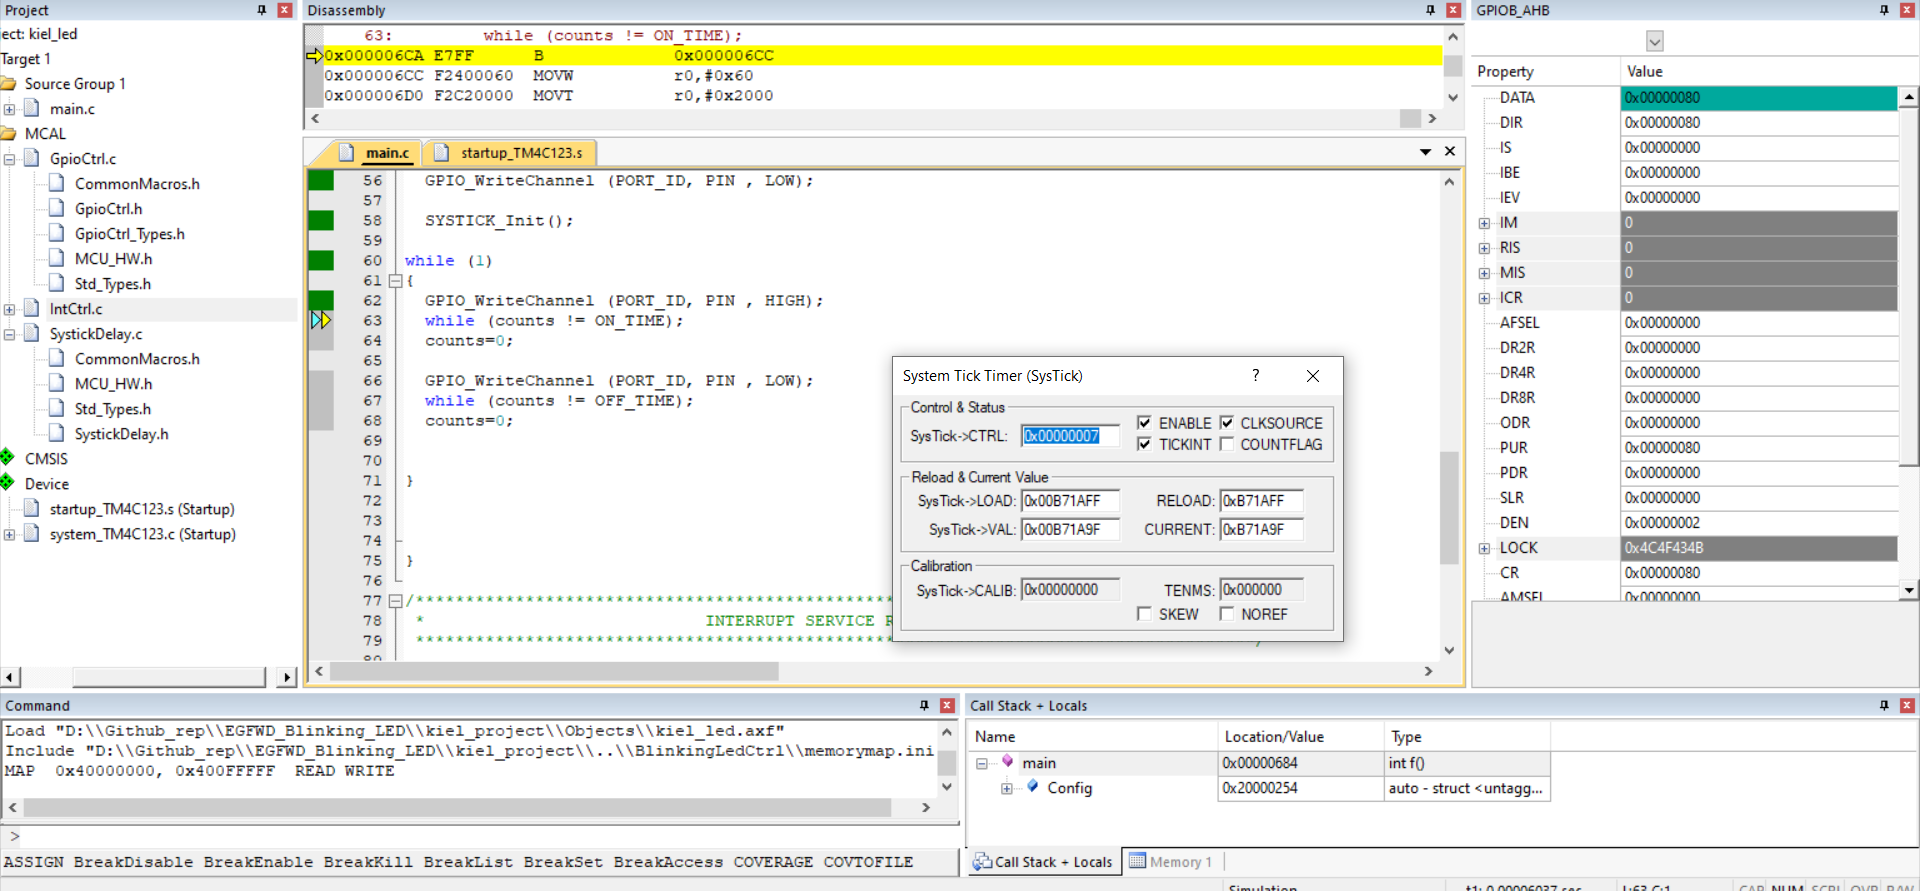 Project
ect: kiel_led
Target 1
Source Group 1
main.c
MCAL
GpioCtrl.c
CommonMacros.h
GpioCtrl.h
GpioCtrl_Types.h
MCU_HW.h
Std_Types.h
IntCtrl.c
SystickDelay.c
CommonMacros.h
MCU_HW.h
Std_Types.h
SystickDelay.h
CMSIS
Device
startup_TM4C123.s (Startup)
system_TM4C123.c (Startup)
Disassembly
63: while (counts != ON_TIME);
0x000006CA E7FF B 0x000006CC
0x000006CC F2400060 MOVW r0,#0x60
0x000006D0 F2C20000 MOVT r0,#0x2000
main.c startup_TM4C123.s
56 GPIO_WriteChannel (PORT_ID, PIN , LOW);
57
58 SYSTICK_Init();
59
60 while (1)
61 {
62 GPIO_WriteChannel (PORT_ID, PIN , HIGH);
63 while (counts != ON_TIME);
64 counts=0;
65
66 GPIO_WriteChannel (PORT_ID, PIN , LOW);
67 while (counts != OFF_TIME);
68 counts=0;
69
70
71 }
72
73
74
75 }
76
77 /************************************************
78 * INTERRUPT SERVICE R
79 ************************************************
80
System Tick Timer (SysTick) ?
Control & Status
SysTick->CTRL: 0x00000007 ENABLE CLKSOURCE
TICKINT COUNTFLAG
Reload & Current Value
SysTick->LOAD: 0x00B71AFF RELOAD: 0xB71AFF
SysTick->VAL: 0x00B71A9F CURRENT: 0xB71A9F
Calibration
SysTick->CALIB: 0x00000000 TENMS: 0x000000
SKEW NOREF
GPIOB_AHB
Property Value
DATA 0x00000080
DIR 0x00000080
IS 0x00000000
IBE 0x00000000
IEV 0x00000000
IM 0
RIS 0
MIS 0
ICR 0
AFSEL 0x00000000
DR2R 0x00000000
DR4R 0x00000000
DR8R 0x00000000
ODR 0x00000000
PUR 0x00000080
PDR 0x00000000
SLR 0x00000000
DEN 0x00000002
LOCK 0x4C4F434B
CR 0x00000080
AMSEL 0x00000000
Command
Load "D:\\Github_rep\\EGFWD_Blinking_LED\\kiel_project\\Objects\\kiel_led.axf"
Include "D:\\Github_rep\\EGFWD_Blinking_LED\\kiel_project\\..\\BlinkingLedCtrl\\memorymap.ini
MAP 0x40000000, 0x400FFFFF READ WRITE
>
ASSIGN BreakDisable BreakEnable BreakKill BreakList BreakSet BreakAccess COVERAGE COVTOFILE
Call Stack + Locals
Name Location/Value Type
main 0x00000684 int f()
Config 0x20000254 auto - struct <untagg...
Call Stack + Locals Memory 1
Simulation t1: 0.00006037 sec L:63 C:1 CAP NUM SCRL OVR R/W